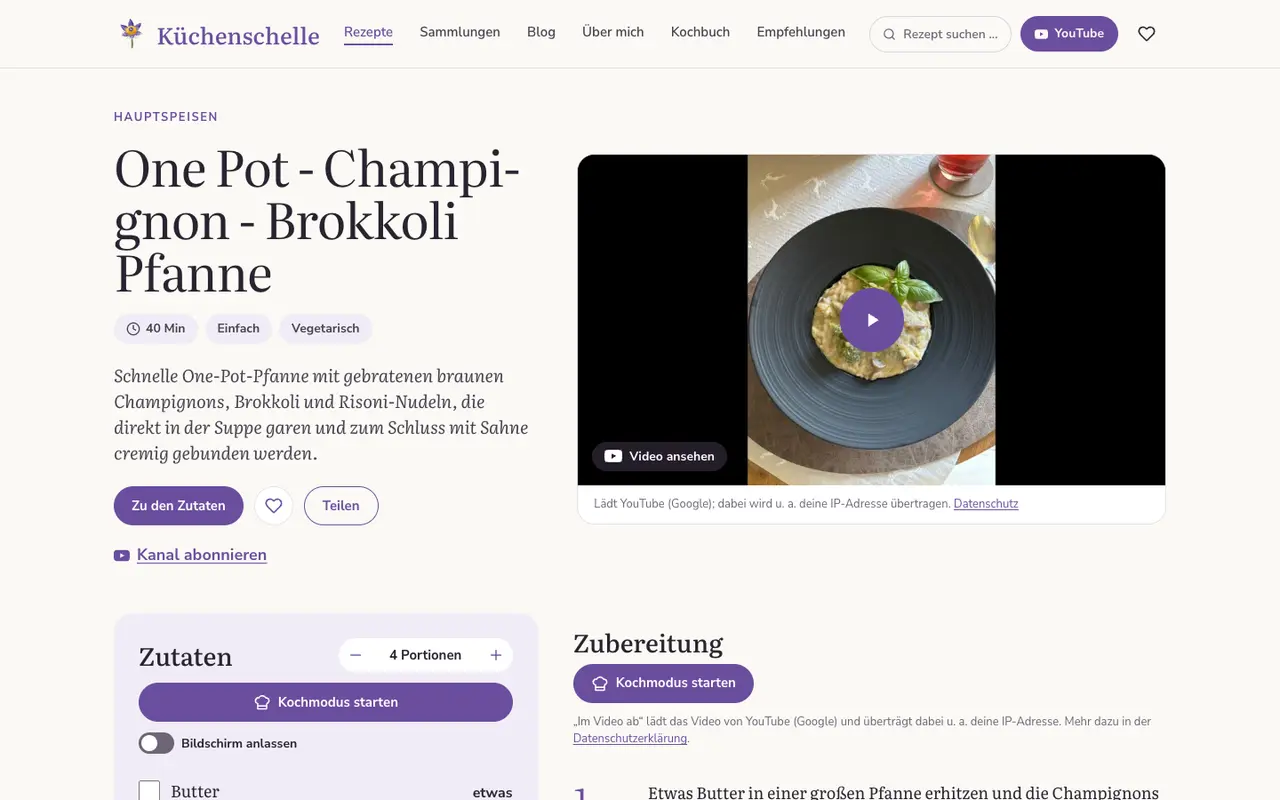 Küchenschelle
Rezepte
Sammlungen
Blog
Über mich
Kochbuch
Empfehlungen
Rezept suchen ...
YouTube
HAUPTSPEISEN
One Pot - Champi-
gnon - Brokkoli
Pfanne
40 Min
Einfach
Vegetarisch
Schnelle One-Pot-Pfanne mit gebratenen braunen
Champignons, Brokkoli und Risoni-Nudeln, die
direkt in der Suppe garen und zum Schluss mit Sahne
cremig gebunden werden.
Zu den Zutaten
Teilen
Kanal abonnieren
Video ansehen
Lädt YouTube (Google); dabei wird u. a. deine IP-Adresse übertragen. Datenschutz
Zutaten
4 Portionen
Kochmodus starten
Bildschirm anlassen
Butter
etwas
Zubereitung
Kochmodus starten
„Im Video ab“ lädt das Video von YouTube (Google) und überträgt dabei u. a. deine IP-Adresse. Mehr dazu in der
Datenschutzerklärung.
1
Etwas Butter in einer großen Pfanne erhitzen und die Champignons